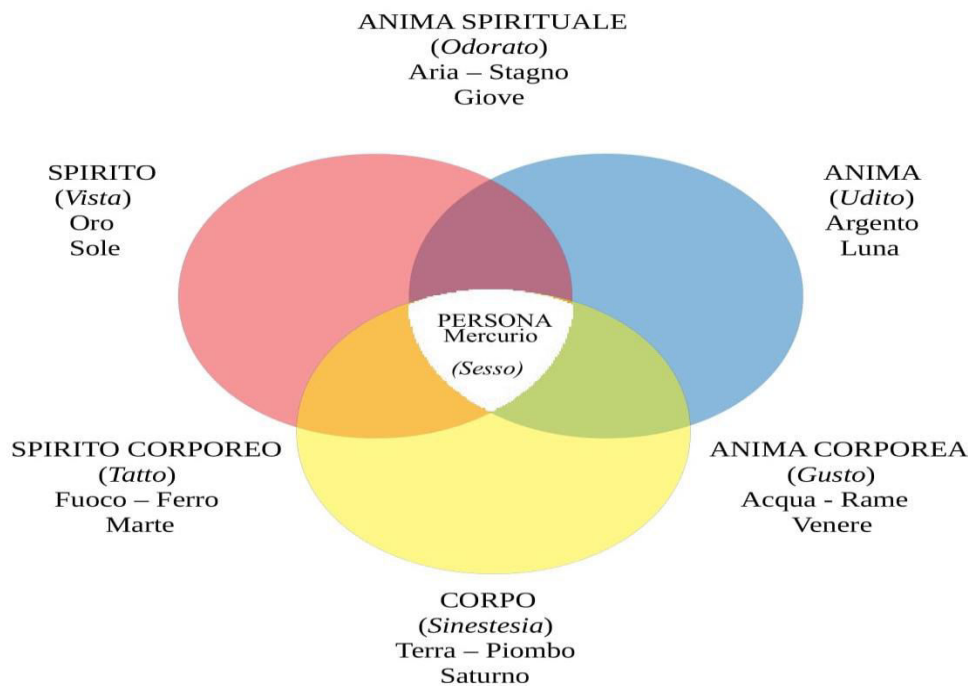 ANIMA SPIRITUALE
(Odorato)
Aria – Stagno
Giove
SPIRITO
(Vista)
Oro
Sole
ANIMA
(Udito)
Argento
Luna
PERSONA
Mercurio
(Sesso)
SPIRITO CORPOREO
(Tatto)
Fuoco – Ferro
Marte
ANIMA CORPOREA
(Gusto)
Acqua - Rame
Venere
CORPO
(Sinestesia)
Terra – Piombo
Saturno